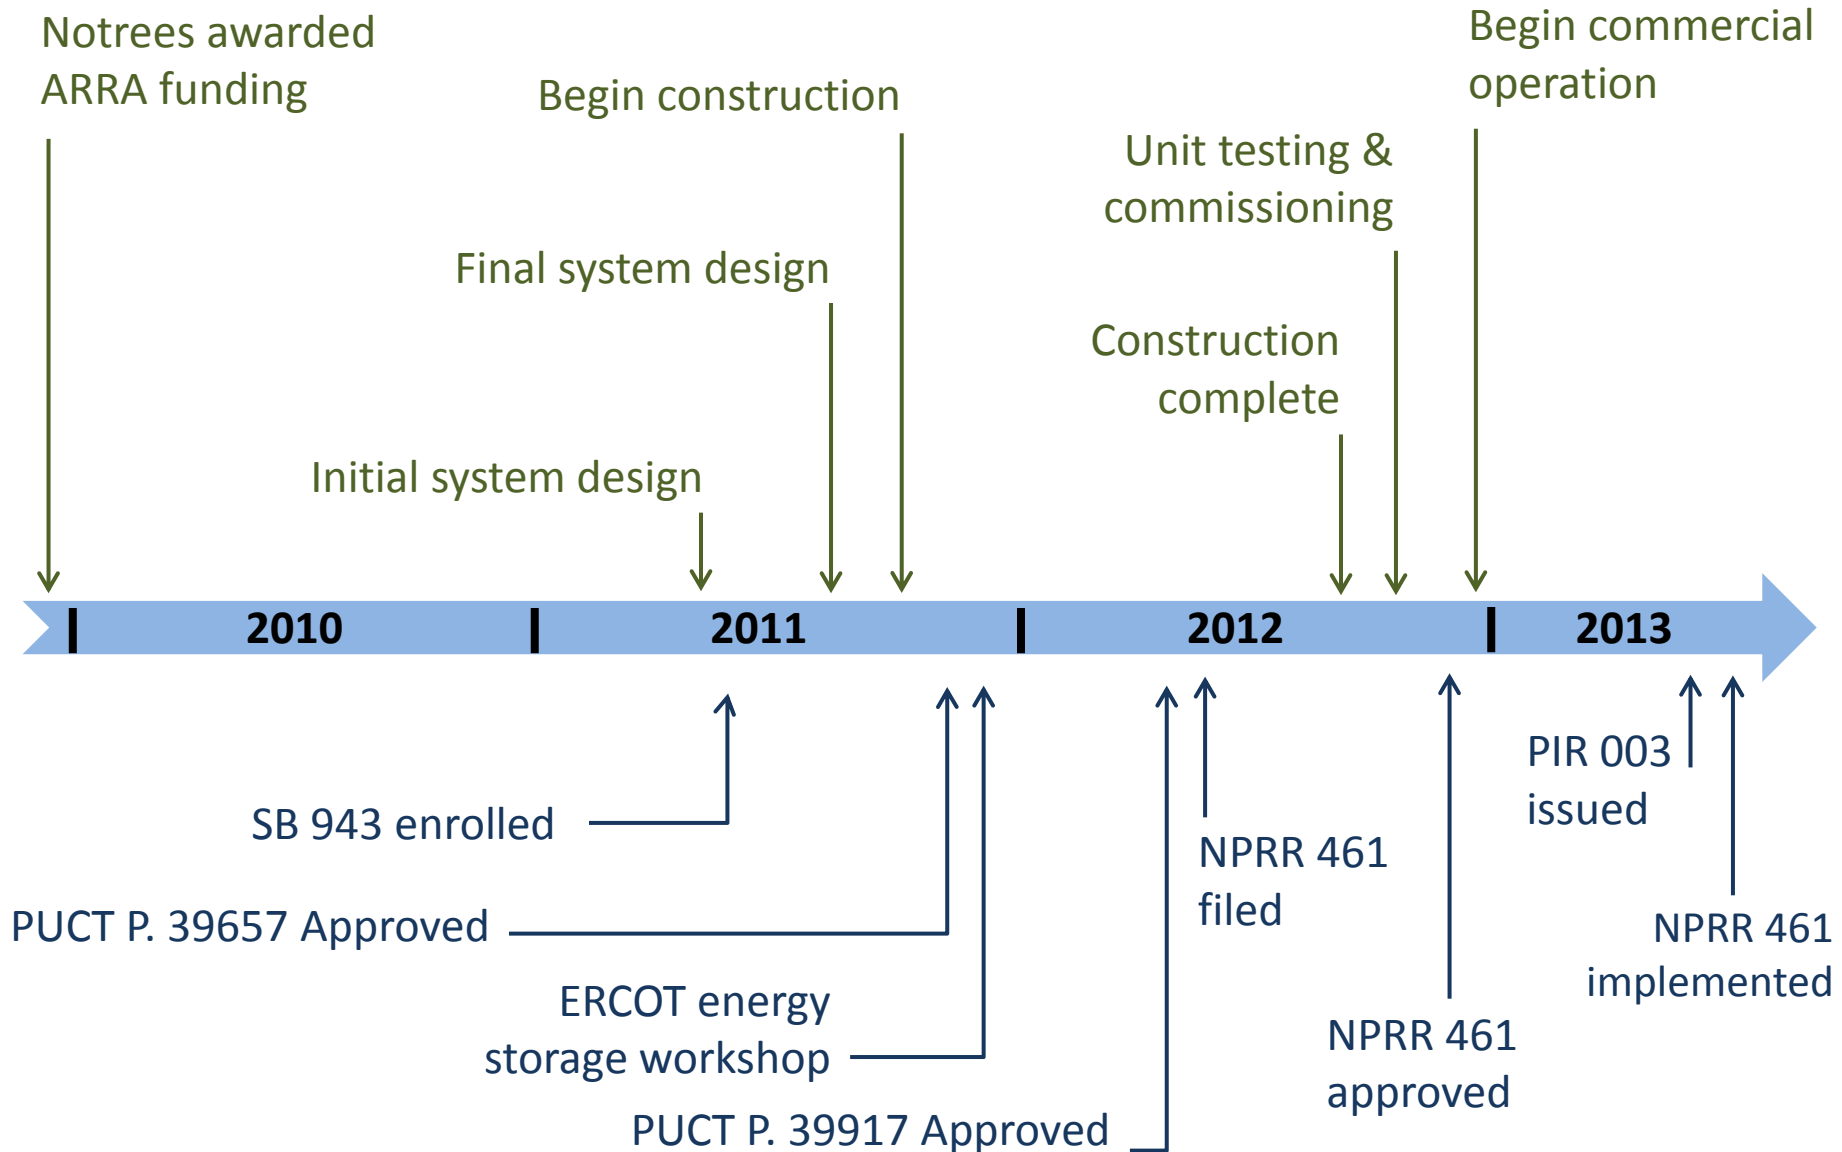 Notrees awarded
ARRA funding
Begin construction
Begin commercial
operation
Unit testing &
commissioning
Final system design
Construction
complete
Initial system design
2010
2011
2012
2013
SB 943 enrolled
PUCT P. 39657 Approved
ERCOT energy
storage workshop
PUCT P. 39917 Approved
NPRR 461
filed
NPRR 461
approved
PIR 003
issued
NPRR 461
implemented